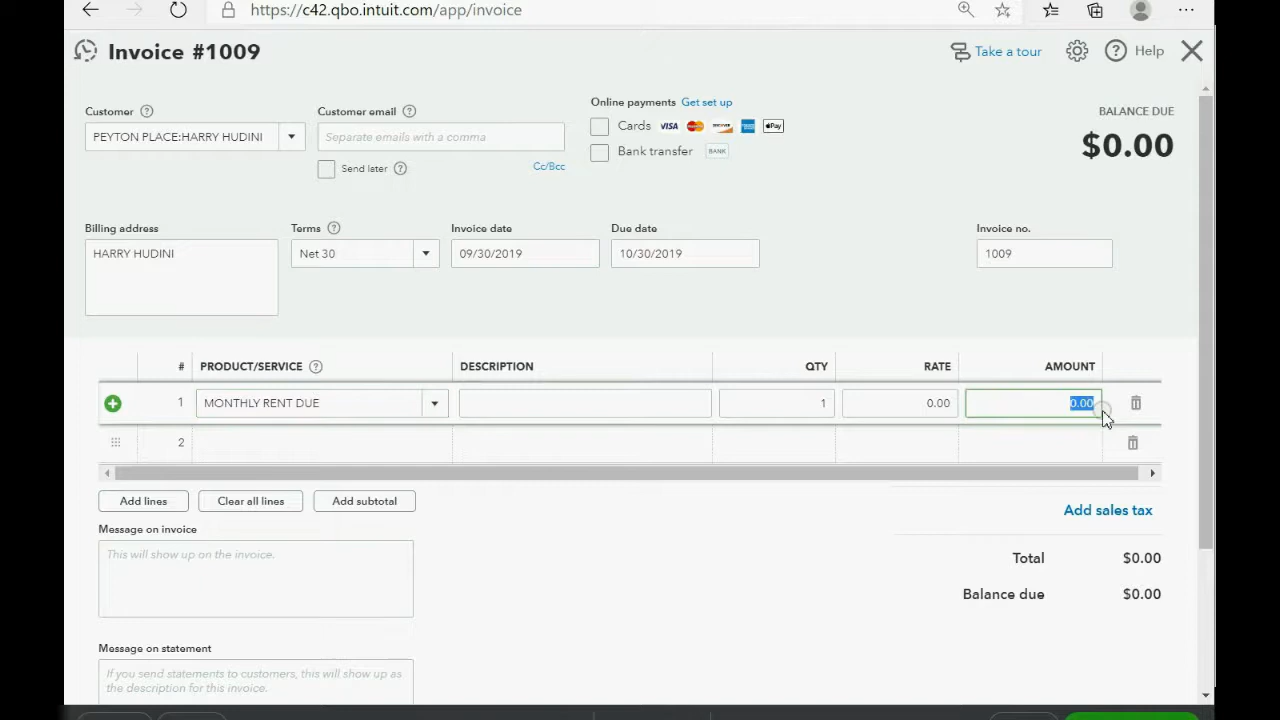 https://c42.qbo.intuit.com/app/invoice
Invoice #1009
Take a tour
Help
Customer
Customer email
Online payments Get set up
BALANCE DUE
PEYTON PLACE:HARRY HUDINI
Separate emails with a comma
Cards VISA
Pay
$0.00
Bank transfer BANK
Send later
Cc/Bcc
Billing address
Terms
Invoice date
Due date
Invoice no.
HARRY HUDINI
Net 30
09/30/2019
10/30/2019
1009
# PRODUCT/SERVICE DESCRIPTION QTY RATE AMOUNT
1 MONTHLY RENT DUE 1 0.00 0.00
2
Add lines
Clear all lines
Add subtotal
Add sales tax
Message on invoice
This will show up on the invoice.
Total $0.00
Balance due $0.00
Message on statement
If you send statements to customers, this will show up as
the description for this invoice.